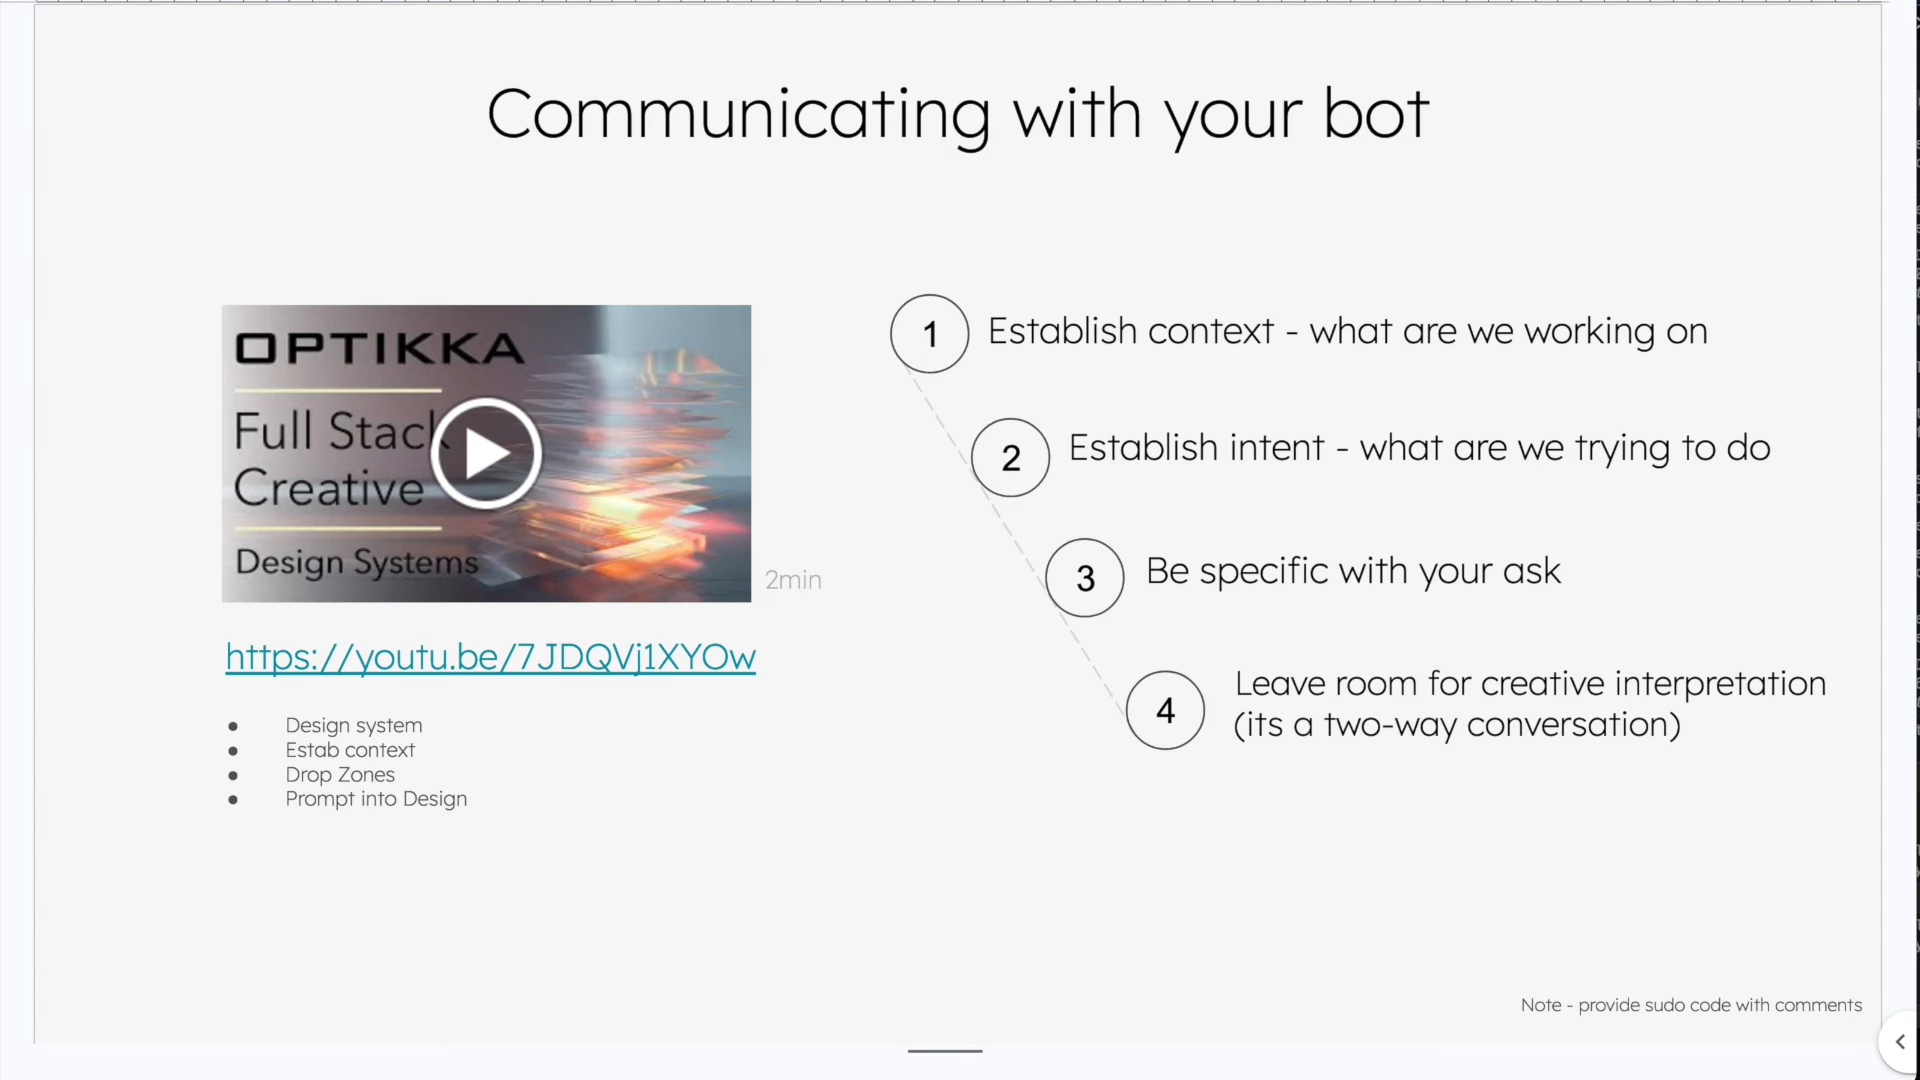 Communicating with your bot
OPTIKKA
Full Stack
Creative
Design Systems
2min
https://youtu.be/7JDQVj1XYOw
● Design system
● Estab context
● Drop Zones
● Prompt into Design
1 Establish context - what are we working on
2 Establish intent - what are we trying to do
3 Be specific with your ask
4 Leave room for creative interpretation
(its a two-way conversation)
Note - provide sudo code with comments